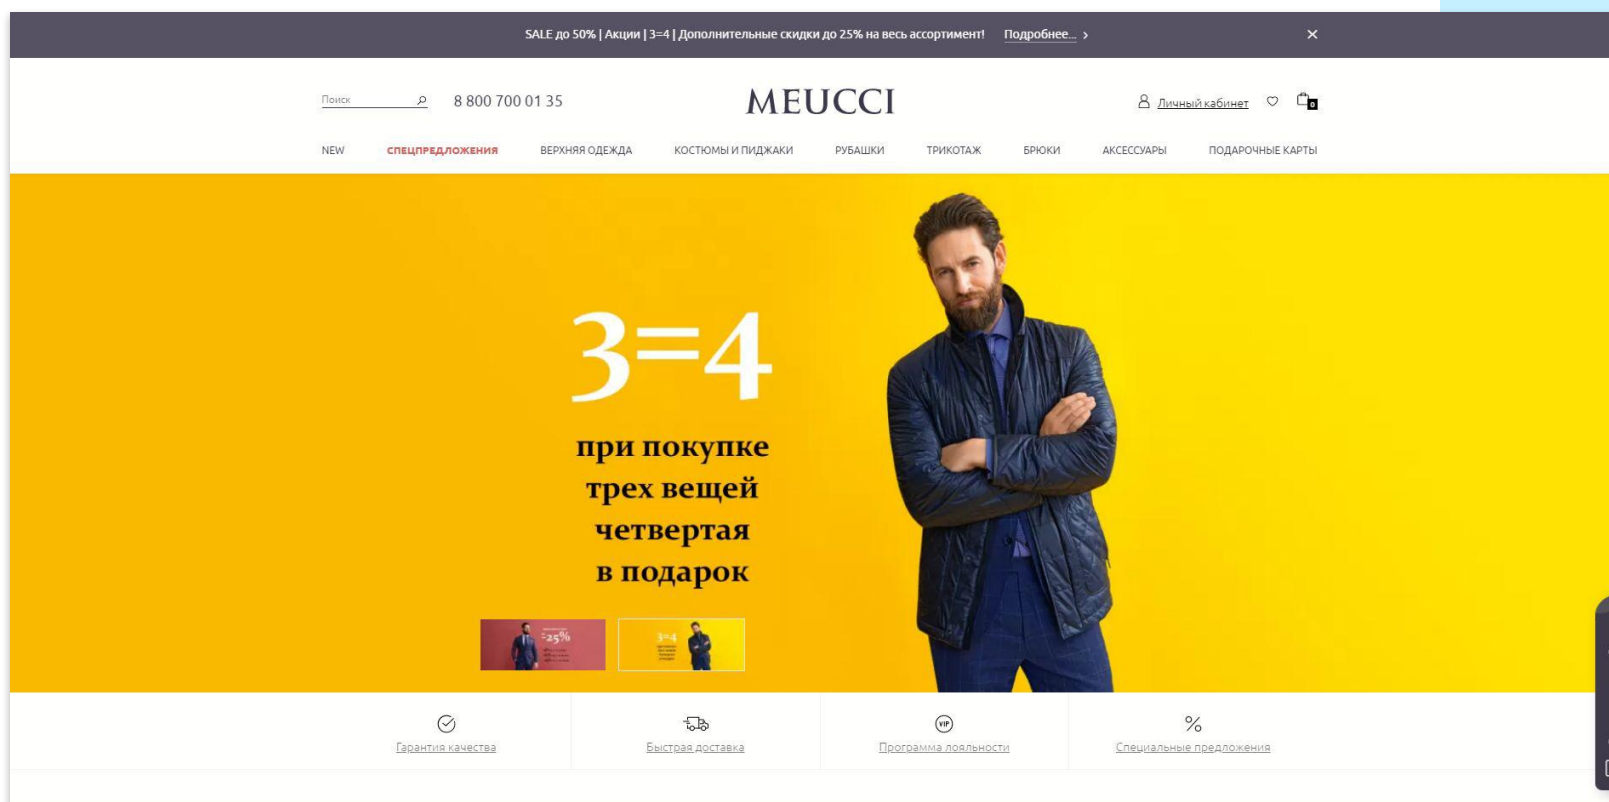 SALE до 50% | Акции | 3=4 | Дополнительные скидки до 25% на весь ассортимент! Подробнее...
Поиск 8 800 700 01 35 MEUCCI Личный кабинет 0
NEW СПЕЦПРЕДЛОЖЕНИЯ ВЕРХНЯЯ ОДЕЖДА КОСТЮМЫ И ПИДЖАКИ РУБАШКИ ТРИКОТАЖ БРЮКИ АКСЕССУАРЫ ПОДАРОЧНЫЕ КАРТЫ
3=4
при покупке
трех вещей
четвертая
в подарок
-25% 3=4
VIP
Гарантия качества Быстрая доставка Программа лояльности Специальные предложения